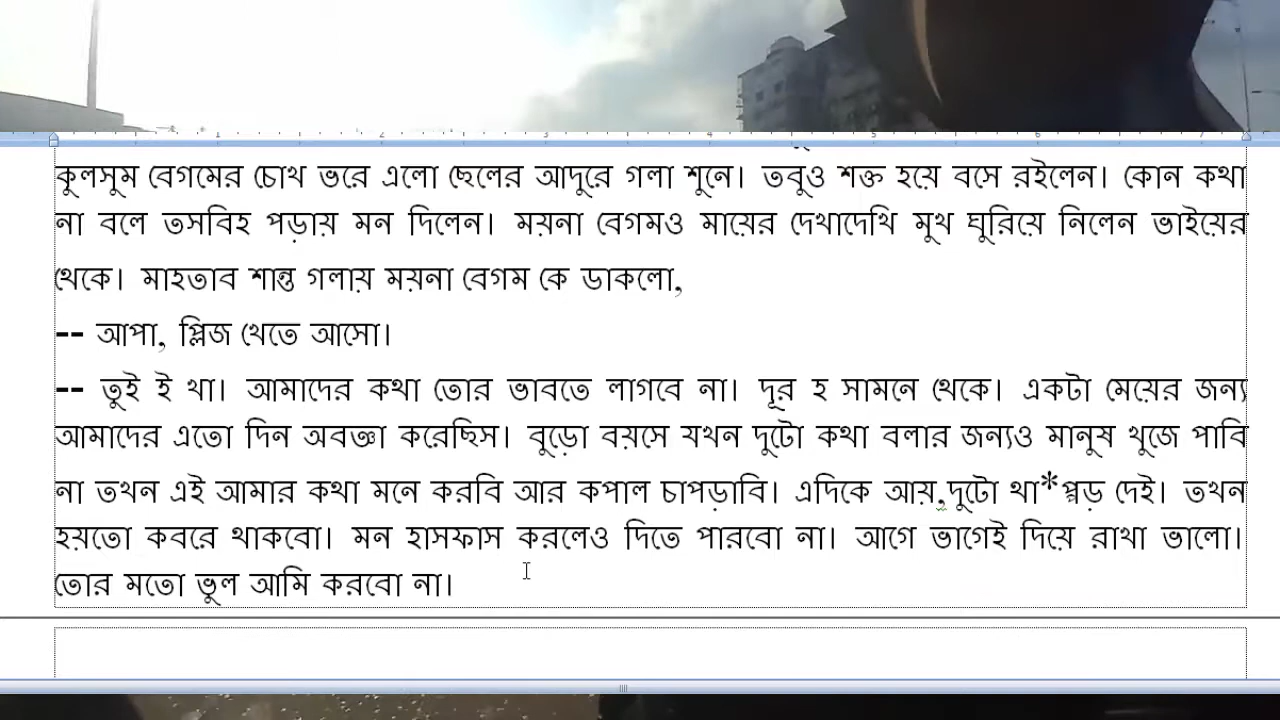 কুলসুম বেগমের চোখ ভরে এলো ছেলের আদুরে গলা শুনে। তবুও শক্ত হয়ে বসে রইলেন। কোন কথা
না বলে তসবিহ পড়ায় মন দিলেন। ময়না বেগমও মায়ের দেখাদেখি মুখ ঘুরিয়ে নিলেন ভাইয়ের
থেকে। মাহতাব শান্ত গলায় ময়না বেগম কে ডাকলো,
-- আপা, প্লিজ খেতে আসো।
-- তুই ই খা। আমাদের কথা তোর ভাবতে লাগবে না। দূর হ সামনে থেকে। একটা মেয়ের জন্য
আমাদের এতো দিন অবজ্ঞা করেছিস। বুড়ো বয়সে যখন দুটো কথা বলার জন্যও মানুষ খুজে পাবি
না তখন এই আমার কথা মনে করবি আর কপাল চাপড়াবি। এদিকে আয়,দুটো থা*প্পড় দেই। তখন
হয়তো কবরে থাকবো। মন হাসফাস করলেও দিতে পারবো না। আগে ভাগেই দিয়ে রাখা ভালো।
তোর মতো ভুল আমি করবো না।